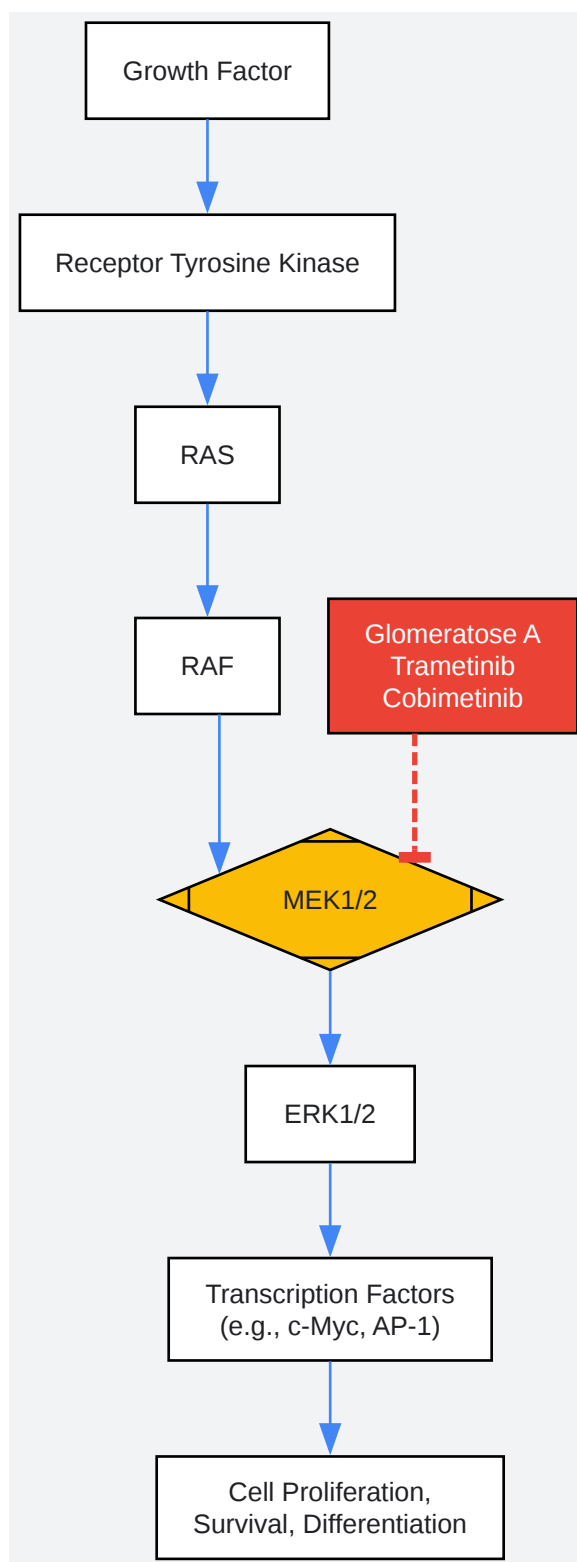 Growth Factor
Receptor Tyrosine Kinase
RAS
RAF
Glomeratose A
Trametinib
Cobimetinib
MEK1/2
ERK1/2
Transcription Factors
(e.g., c-Myc, AP-1)
Cell Proliferation,
Survival, Differentiation